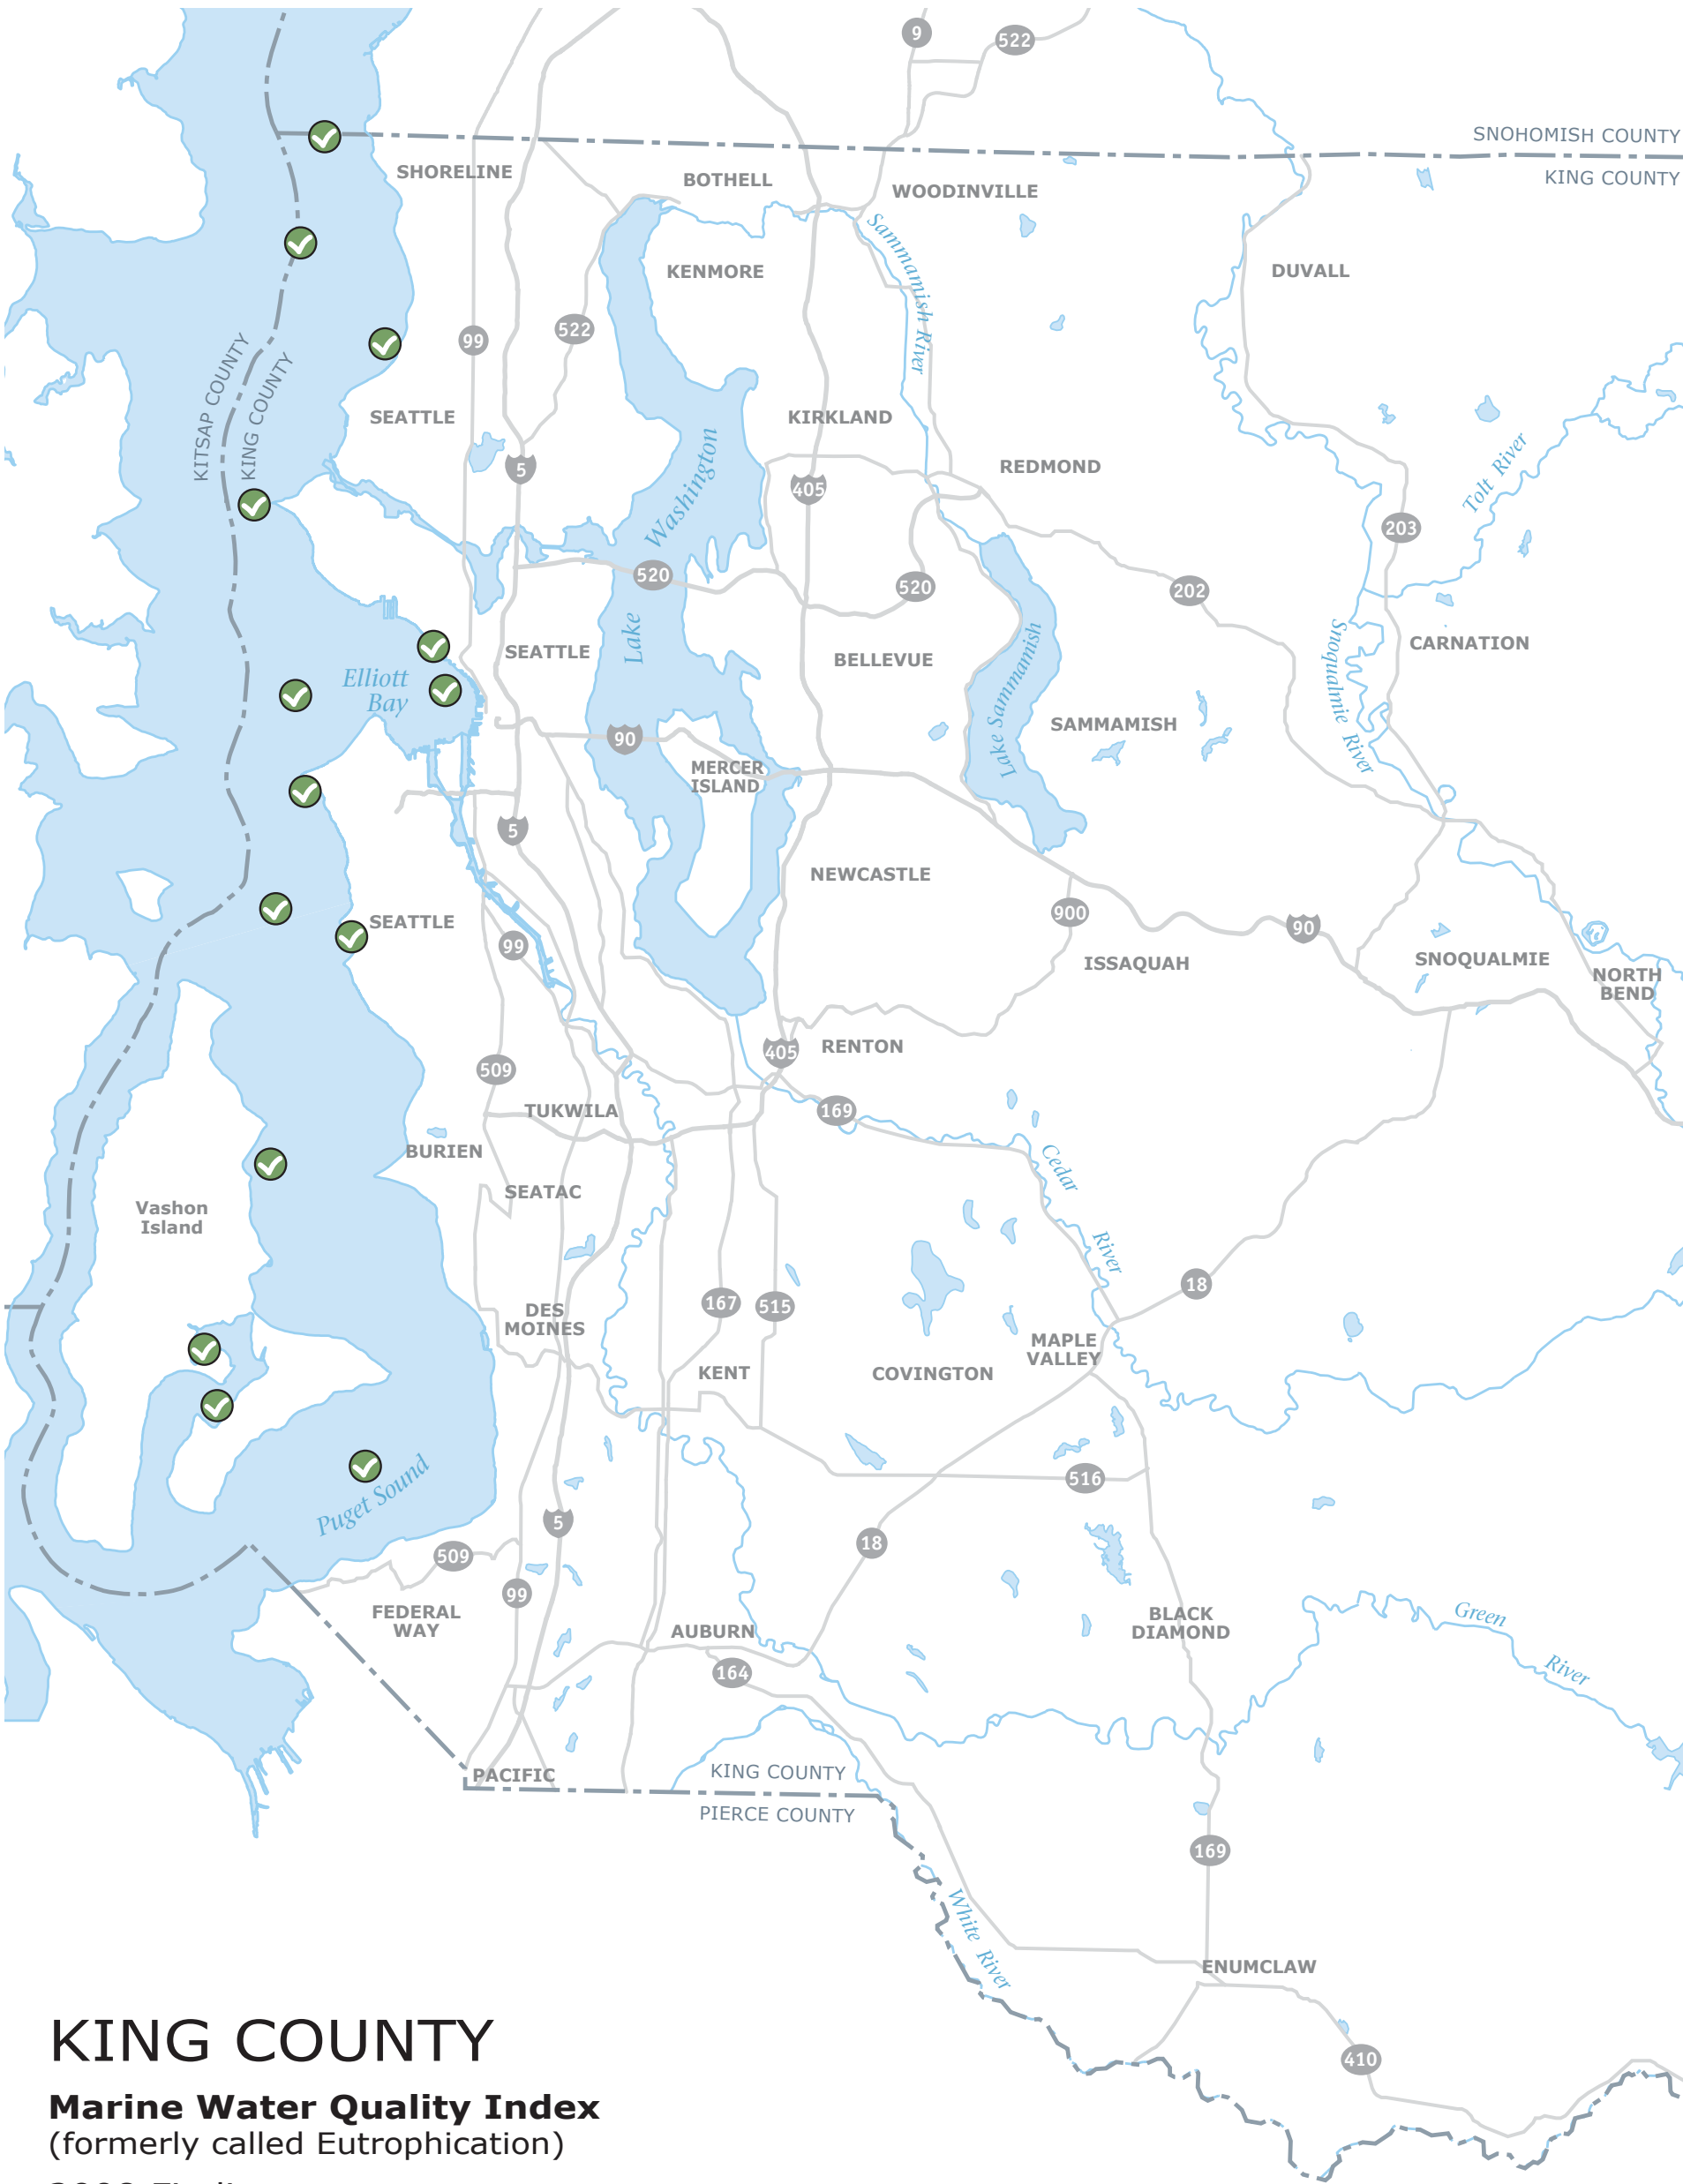 9
522
SNOHOMISH COUNTY
KING COUNTY
SHORELINE
BOTHELL
WOODINVILLE
Sammamish River
KENMORE
DUVALL
99
522
KITSAP COUNTY
KING COUNTY
SEATTLE
KIRKLAND
5
405
REDMOND
Tolt River
203
Lake Washington
520
520
202
SEATTLE
BELLEVUE
CARNATION
Elliott
Bay
Lake Sammamish
Snoqualmie River
SAMMAMISH
90
MERCER
ISLAND
5
NEWCASTLE
900
90
SEATTLE
99
ISSAQUAH
SNOQUALMIE
NORTH
BEND
405
RENTON
509
TUKWILA
169
BURIEN
Cedar River
SEATAC
Vashon
Island
18
167
515
DES
MOINES
MAPLE
VALLEY
KENT
COVINGTON
Puget Sound
516
5
18
509
99
FEDERAL
WAY
AUBURN
BLACK
DIAMOND
Green River
164
PACIFIC
KING COUNTY
PIERCE COUNTY
169
White River
ENUMCLAW
410
KING COUNTY
Marine Water Quality Index
(formerly called Eutrophication)